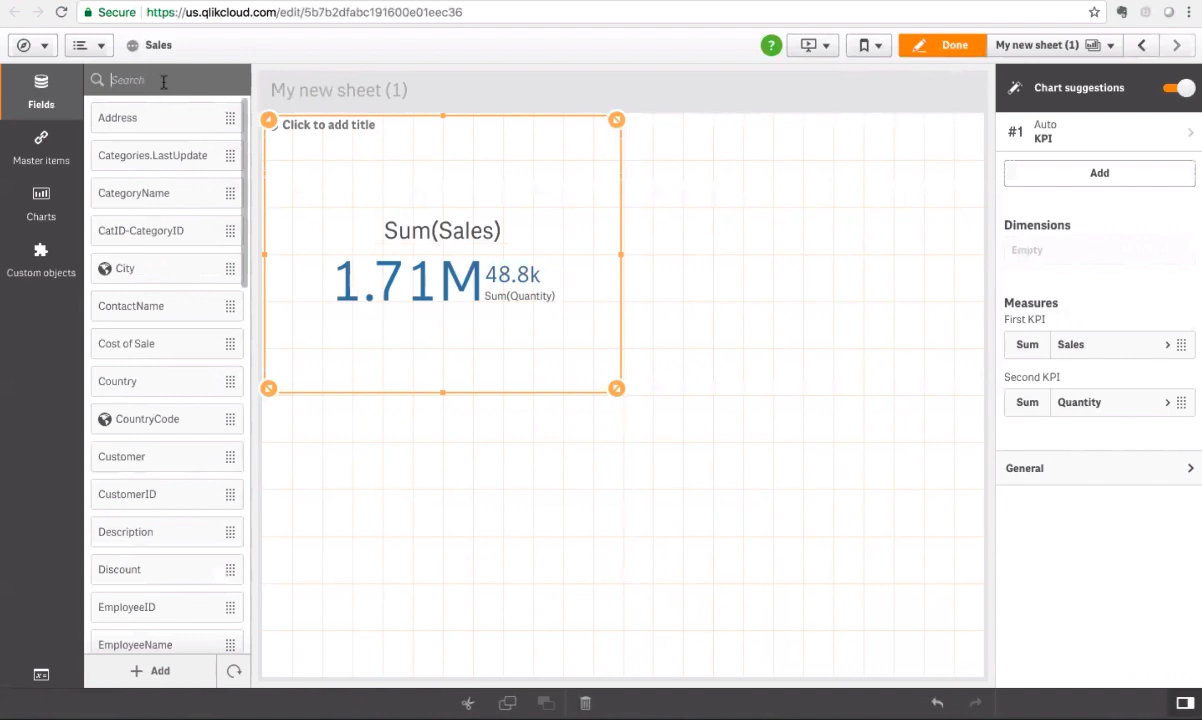 Secure https://us.qlikcloud.com/edit/5b7b2dfabc191600e01eec36
Sales
?
Done
My new sheet (1)
Fields
Master items
Charts
Custom objects
Search
Address
Categories.LastUpdate
CategoryName
CatID-CategoryID
City
ContactName
Cost of Sale
Country
CountryCode
Customer
CustomerID
Description
Discount
EmployeeID
EmployeeName
+ Add
My new sheet (1)
Click to add title
Sum(Sales)
1.71M 48.8k
Sum(Quantity)
Chart suggestions
#1 Auto
KPI
Add
Dimensions
Empty
Measures
First KPI
Sum Sales
Second KPI
Sum Quantity
General